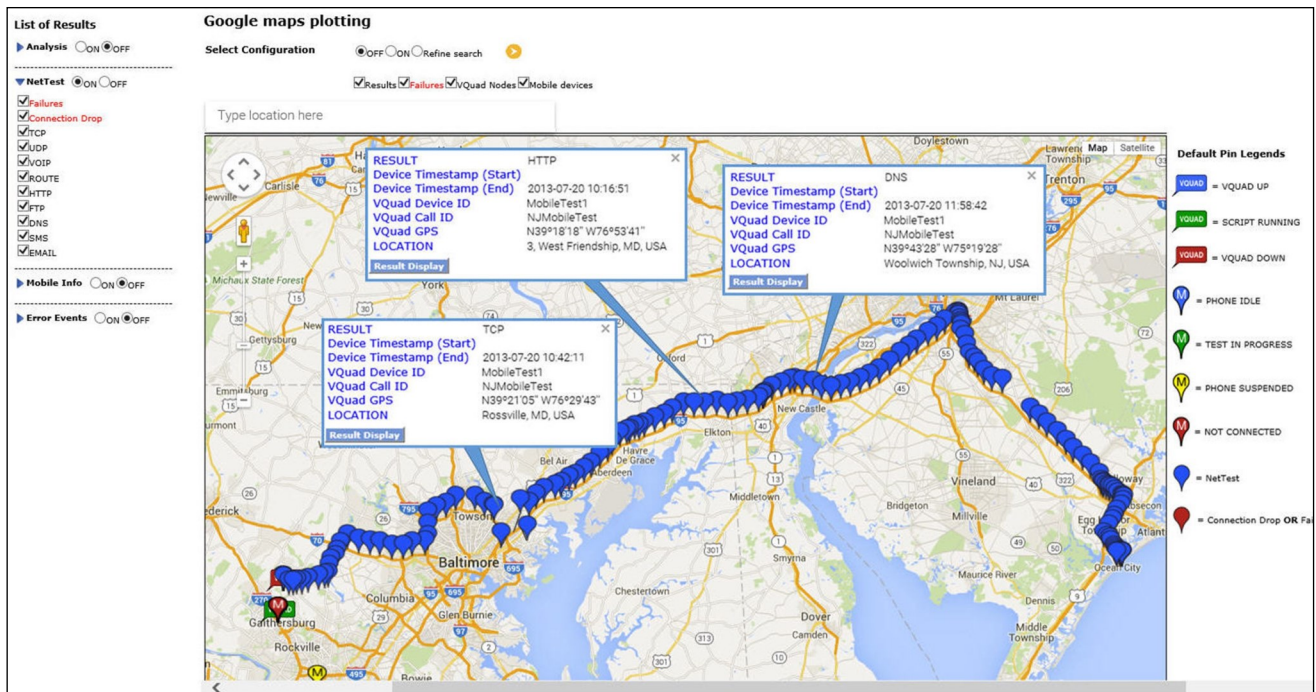 List of Results
Analysis ON OFF
NetTest ON OFF
Failures
Connection Drop
TCP
UDP
VOIP
ROUTE
HTTP
FTP
DNS
SMS
EMAIL
Mobile Info ON OFF
Error Events ON OFF
Google maps plotting
Select Configuration OFF ON Refine search
Results Failures VQuad Nodes Mobile devices
Type location here
Map Satellite
RESULT HTTP
Device Timestamp (Start)
Device Timestamp (End) 2013-07-20 10:16:51
VQuad Device ID MobileTest1
VQuad Call ID NJMobileTest
VQuad GPS N39°18'18" W76°53'41"
LOCATION 3, West Friendship, MD, USA
Result Display
RESULT DNS
Device Timestamp (Start)
Device Timestamp (End) 2013-07-20 11:58:42
VQuad Device ID MobileTest1
VQuad Call ID NJMobileTest
VQuad GPS N39°43'28" W75°19'28"
LOCATION Woolwich Township, NJ, USA
Result Display
RESULT TCP
Device Timestamp (Start)
Device Timestamp (End) 2013-07-20 10:42:11
VQuad Device ID MobileTest1
VQuad Call ID NJMobileTest
VQuad GPS N39°21'05" W76°29'43"
LOCATION Rossville, MD, USA
Result Display
Doylestown
Township
Trenton
Carlisle
Michaux State Forest
York
Gettysburg
Mt Laurel
Elkton
New Castle
Bel Air
Havre
De Grace
Aberdeen
Towson
Middletown
Vineland
Bridgeton
Millville
Baltimore
Smyrna
Ocean City
Maurice River
Chestertown
Columbia
Glen Burnie
Gaithersburg
Dennis
Dover
Camden
Middle
Township
Rockville
Bowie
Default Pin Legends
VQUAD = VQUAD UP
VQUAD = SCRIPT RUNNING
VQUAD = VQUAD DOWN
M = PHONE IDLE
M = TEST IN PROGRESS
M = PHONE SUSPENDED
M = NOT CONNECTED
= NetTest
= Connection Drop OR Fai